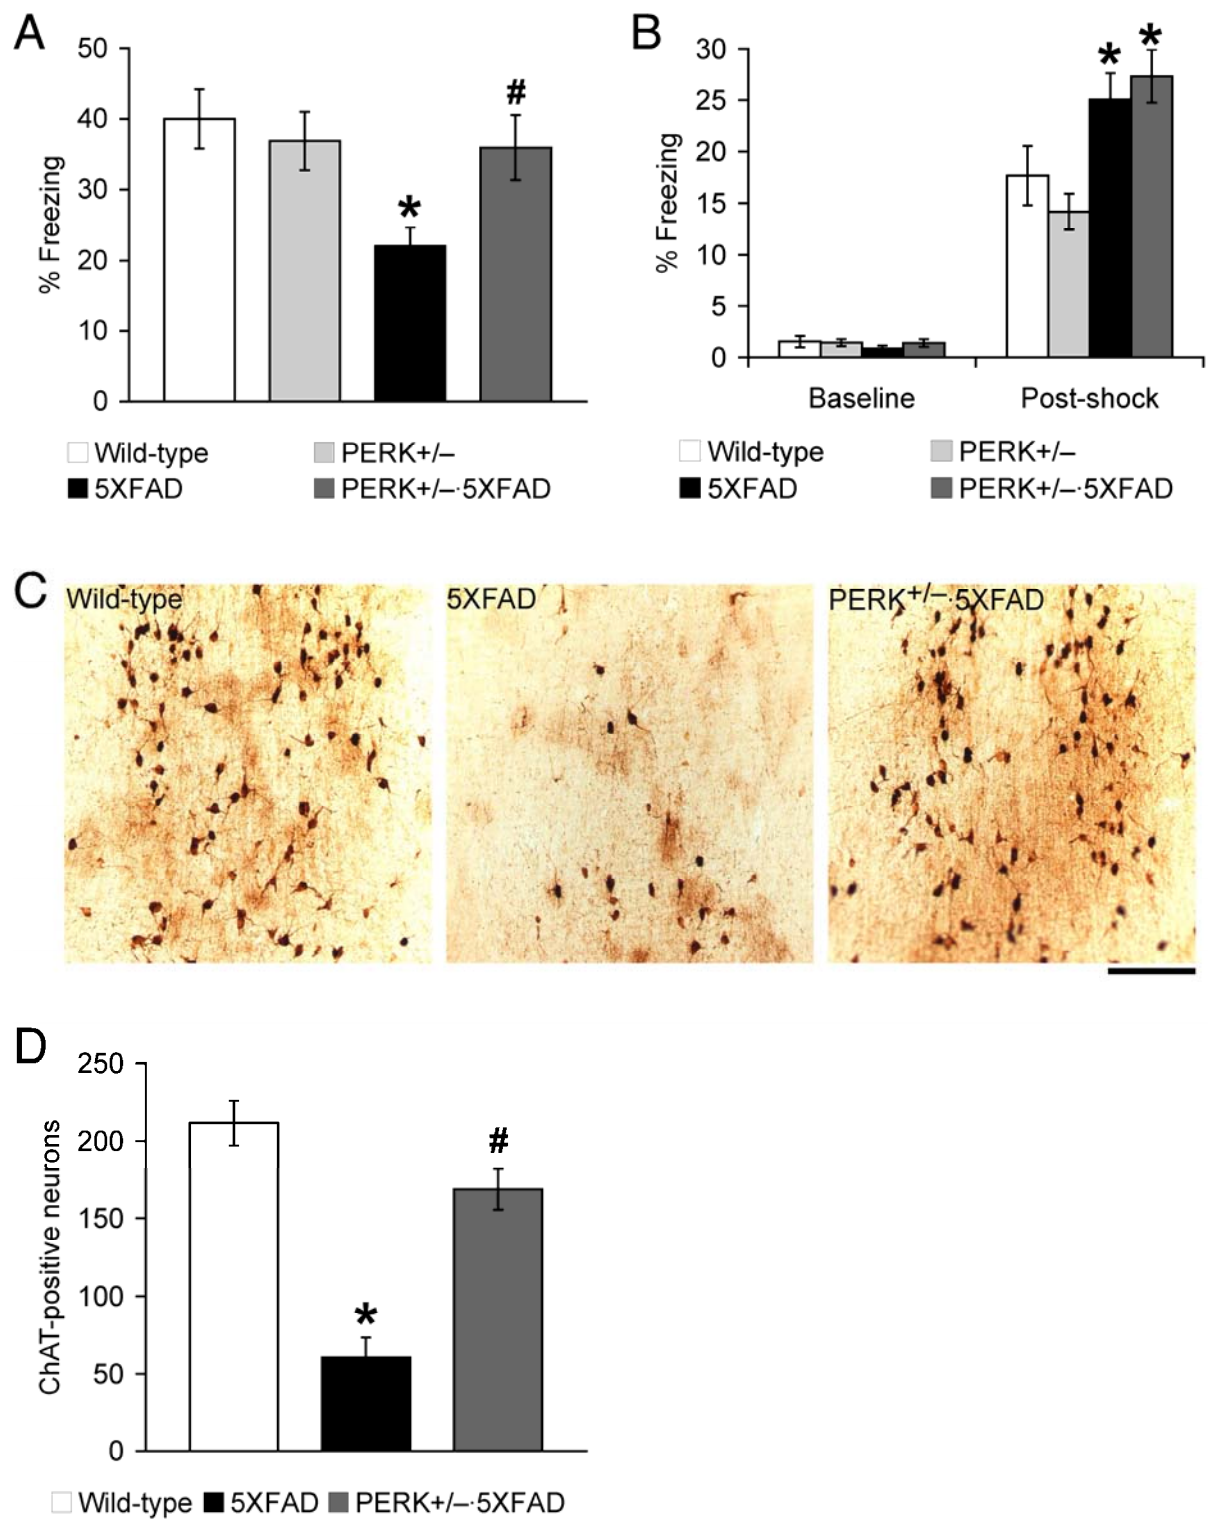 A
50
40
30
20
10
0
% Freezing
*
#
Wild-type
PERK+/–
5XFAD
PERK+/–·5XFAD
B
30
25
20
15
10
5
0
% Freezing
*
*
Baseline
Post-shock
Wild-type
PERK+/–
5XFAD
PERK+/–·5XFAD
C
Wild-type
5XFAD
PERK+/–·5XFAD
D
250
200
150
100
50
0
ChAT-positive neurons
*
#
Wild-type 5XFAD PERK+/–·5XFAD